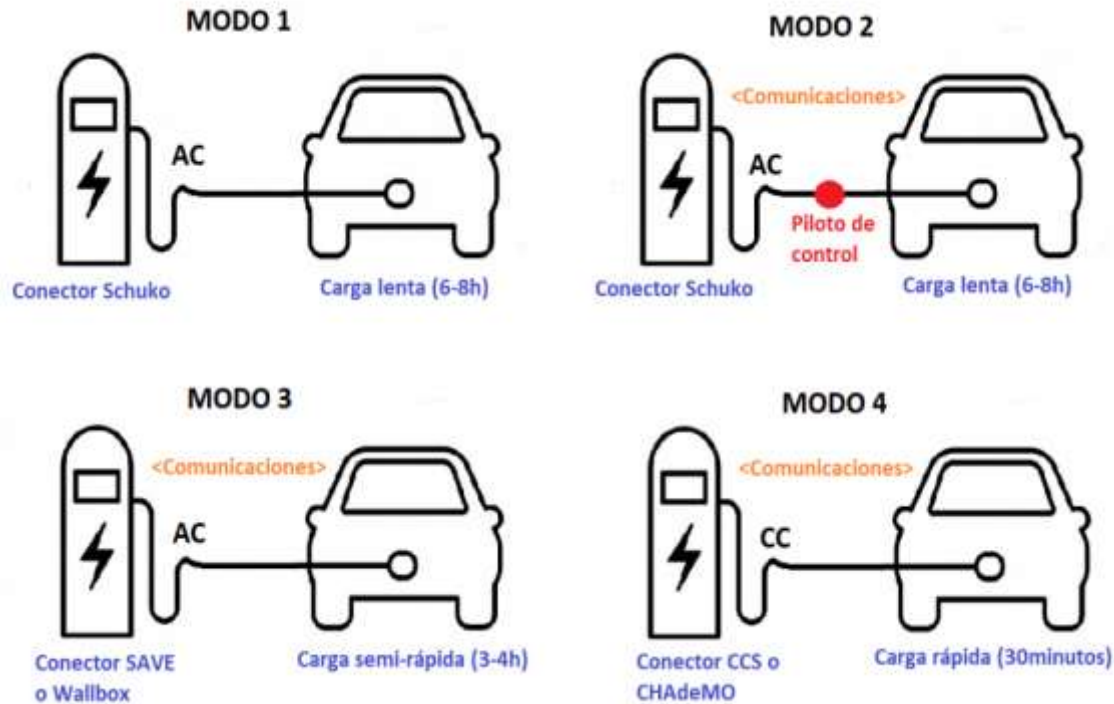 MODO 1
AC
Conector Schuko
Carga lenta (6-8h)
MODO 2
<Comunicaciones>
AC
Piloto de
control
Conector Schuko
Carga lenta (6-8h)
MODO 3
<Comunicaciones>
AC
Conector SAVE
o Wallbox
Carga semi-rápida (3-4h)
MODO 4
<Comunicaciones>
CC
Conector CCS o
CHAdeMO
Carga rápida (30minutos)